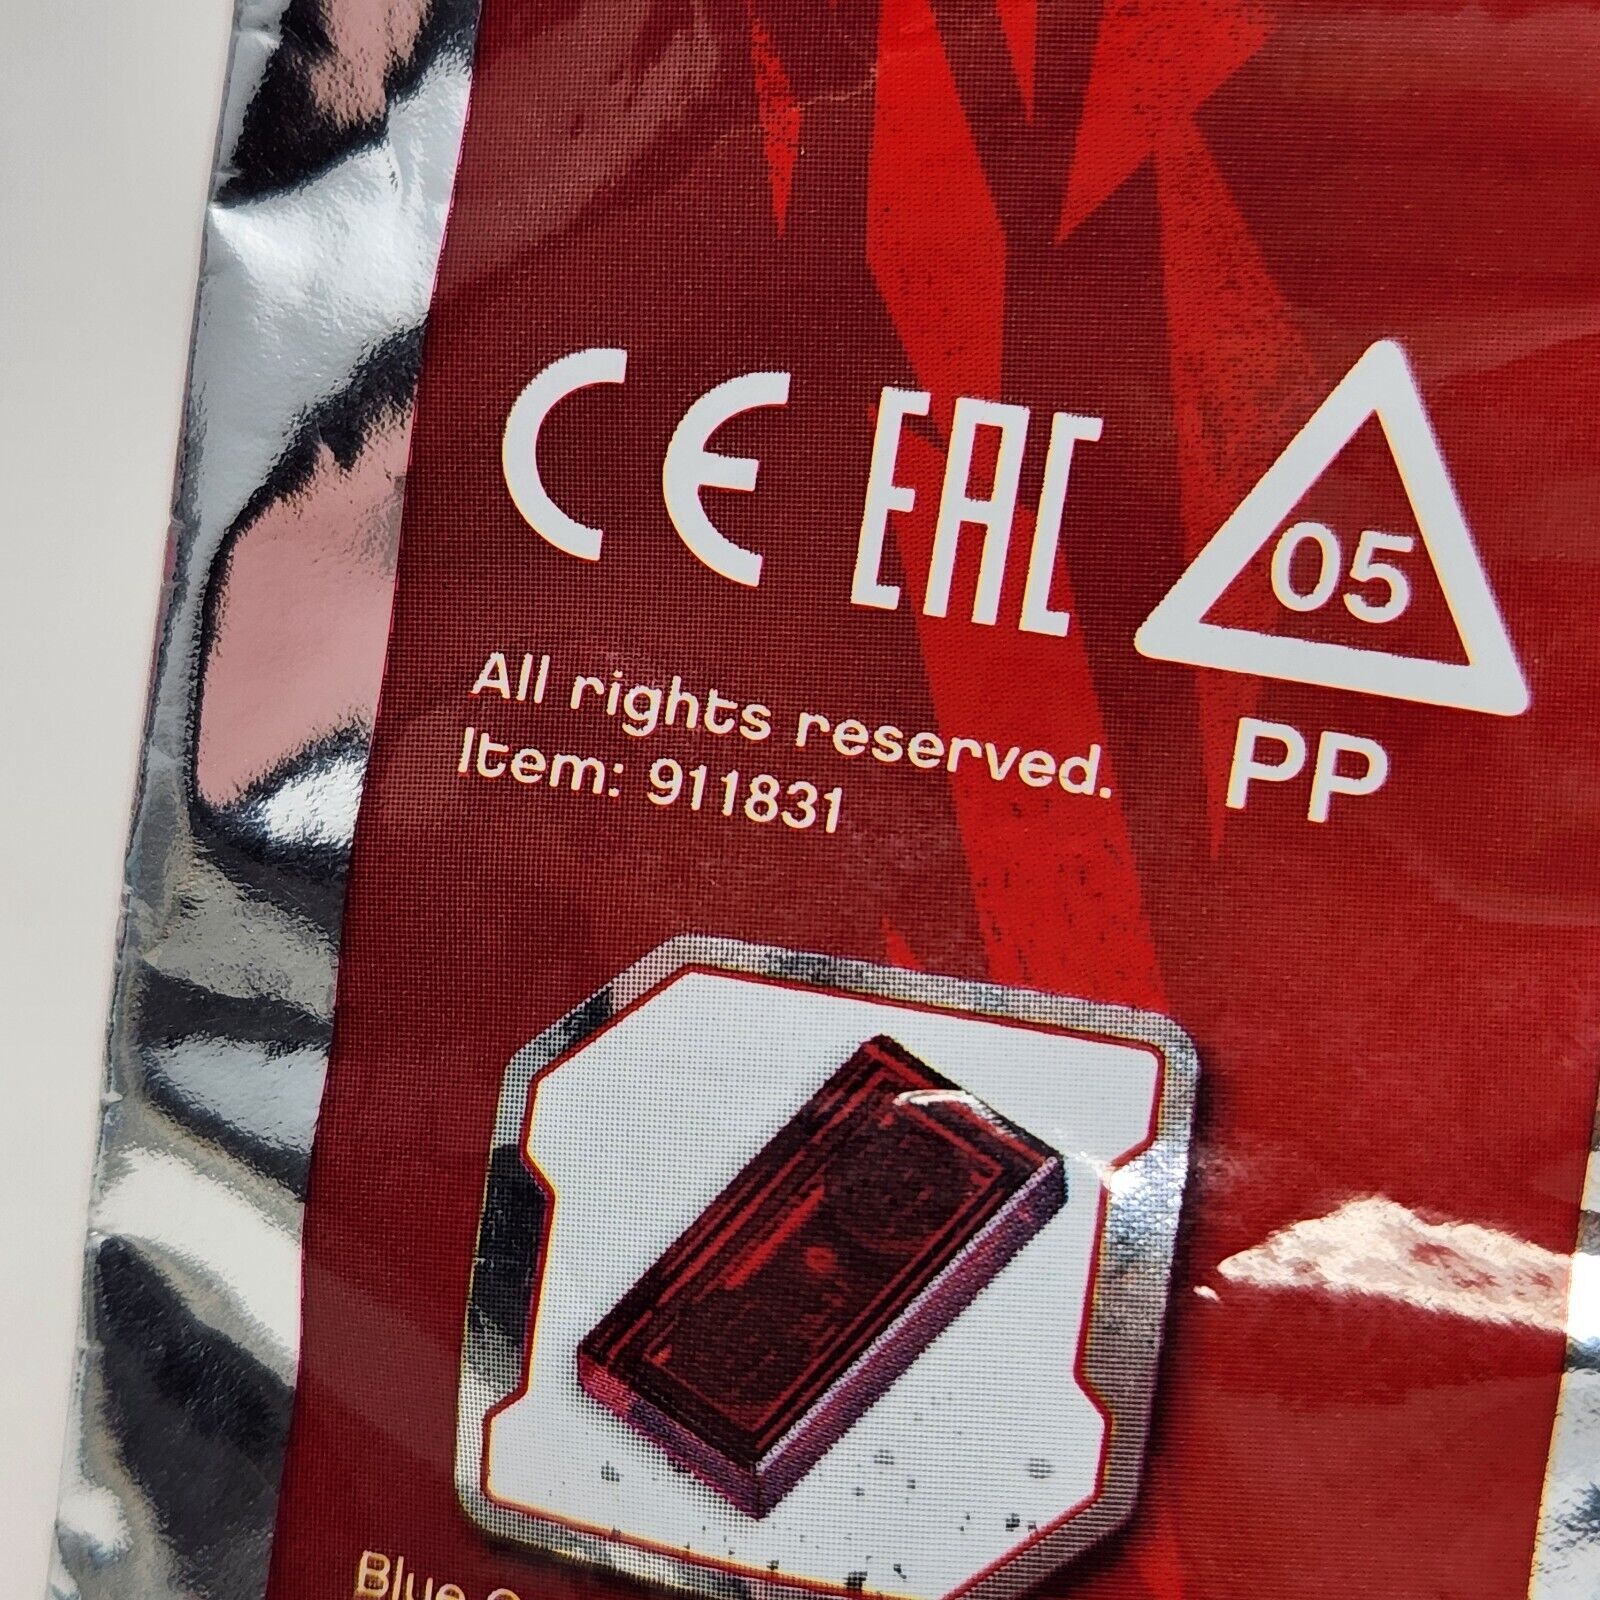 CE EAC 05
PP
All rights reserved.
Item: 911831
Blue